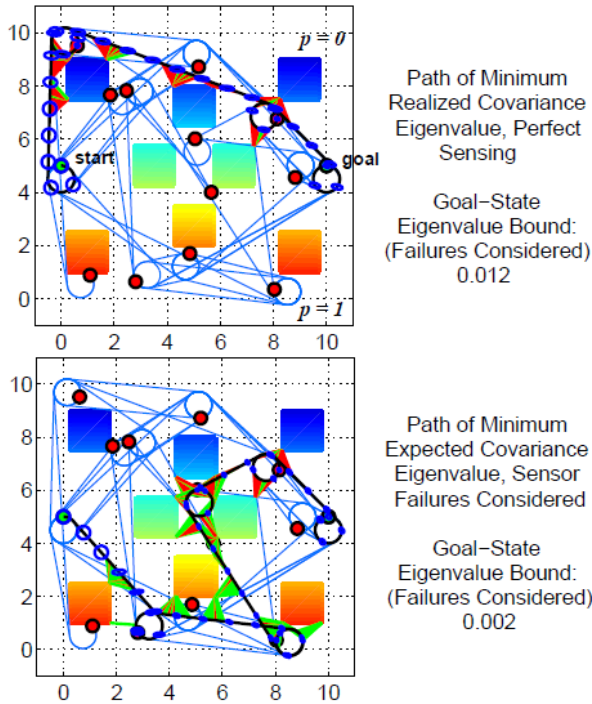 10
8
6
4
2
0
0 2 4 6 8 10
p = 0
start
goal
p = 1
Path of Minimum
Realized Covariance
Eigenvalue, Perfect
Sensing
Goal-State
Eigenvalue Bound:
(Failures Considered)
0.012
10
8
6
4
2
0
0 2 4 6 8 10
Path of Minimum
Expected Covariance
Eigenvalue, Sensor
Failures Considered
Goal-State
Eigenvalue Bound:
(Failures Considered)
0.002